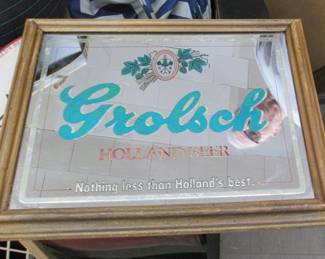 Grolsch
HOLLAND BEER
Nothing less than Holland's best.